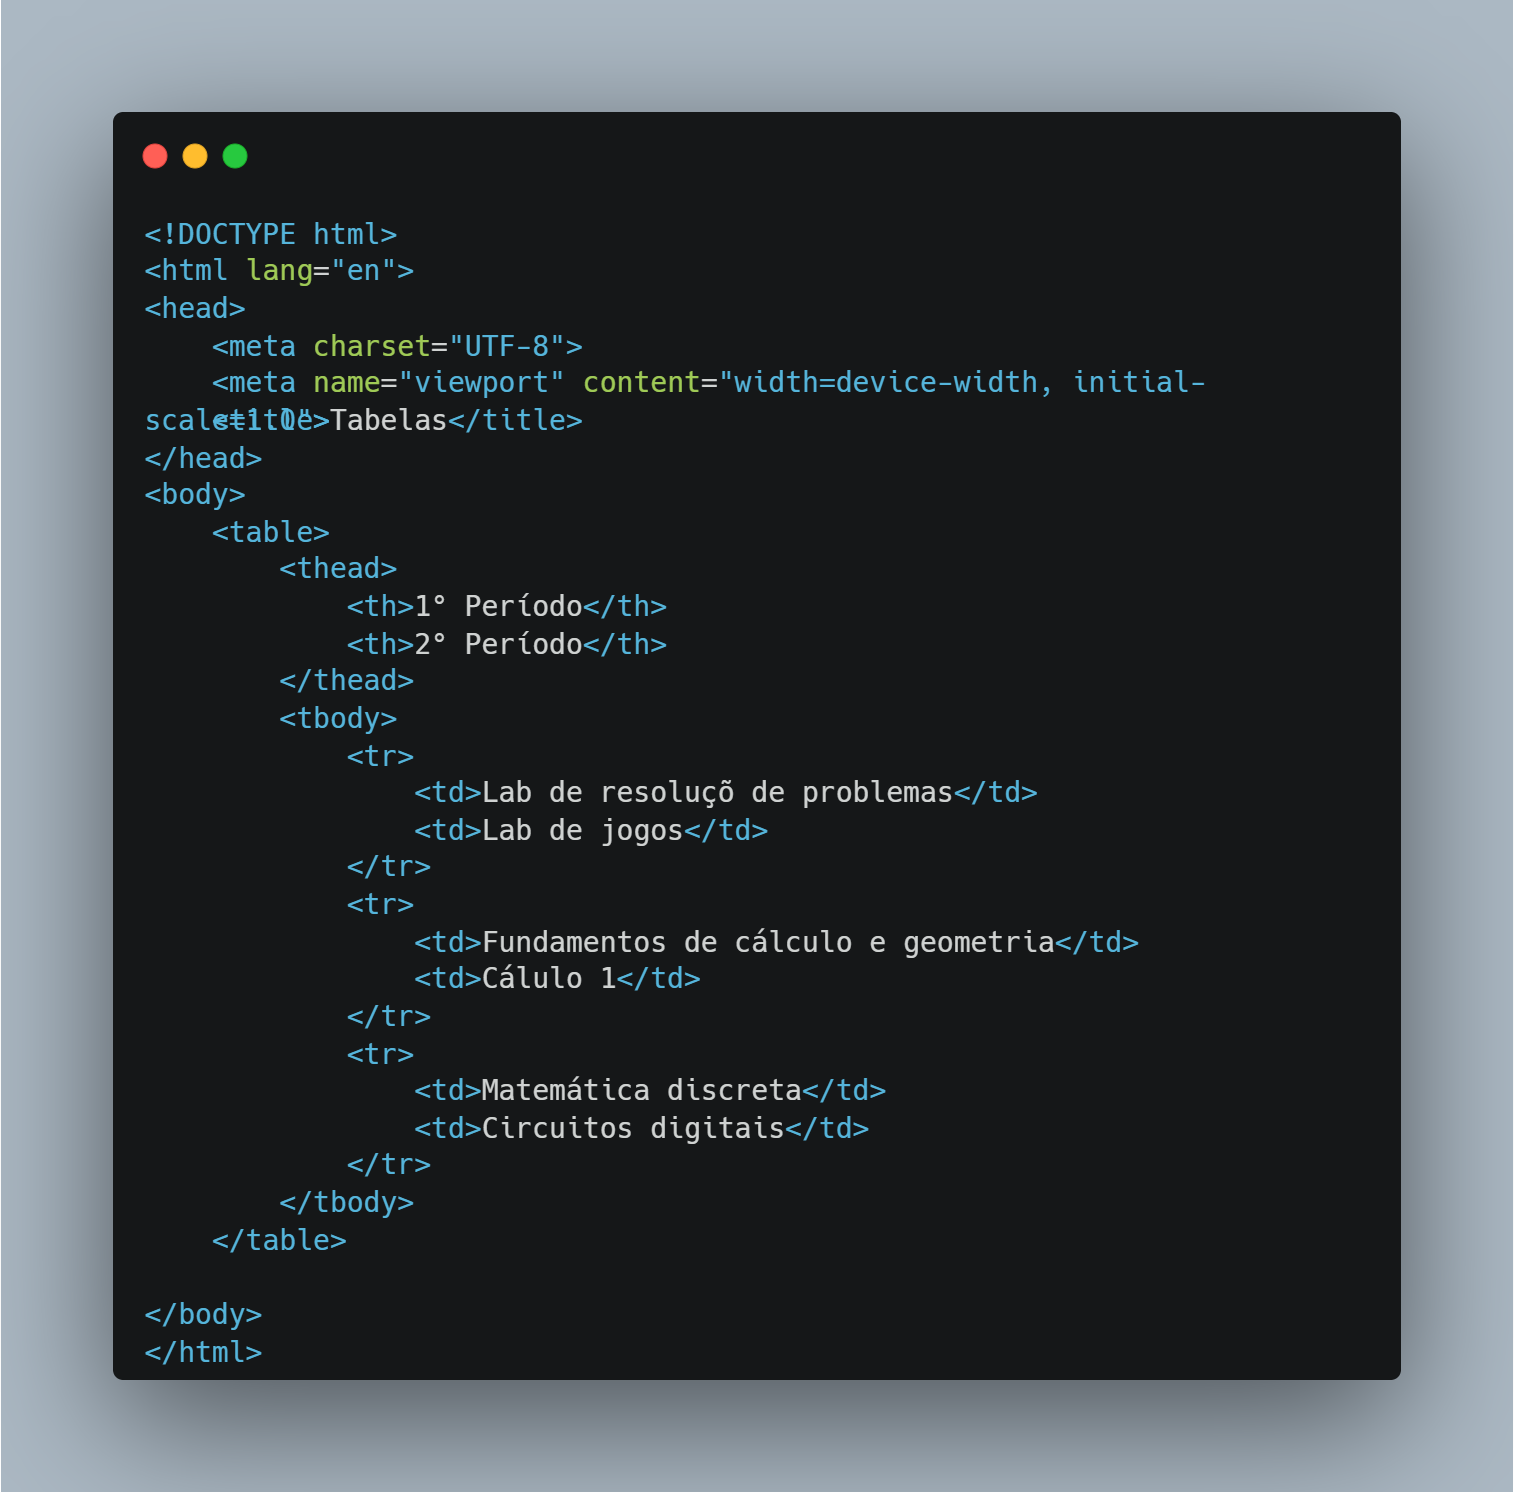 <!DOCTYPE html>
<html lang="en">
<head>
    <meta charset="UTF-8">
    <meta name="viewport" content="width=device-width, initial-
scale=1.0">
    <title>Tabelas</title>
</head>
<body>
    <table>
        <thead>
            <th>1° Período</th>
            <th>2° Período</th>
        </thead>
        <tbody>
            <tr>
                <td>Lab de resoluçõ de problemas</td>
                <td>Lab de jogos</td>
            </tr>
            <tr>
                <td>Fundamentos de cálculo e geometria</td>
                <td>Cálulo 1</td>
            </tr>
            <tr>
                <td>Matemática discreta</td>
                <td>Circuitos digitais</td>
            </tr>
        </tbody>
    </table>

</body>
</html>